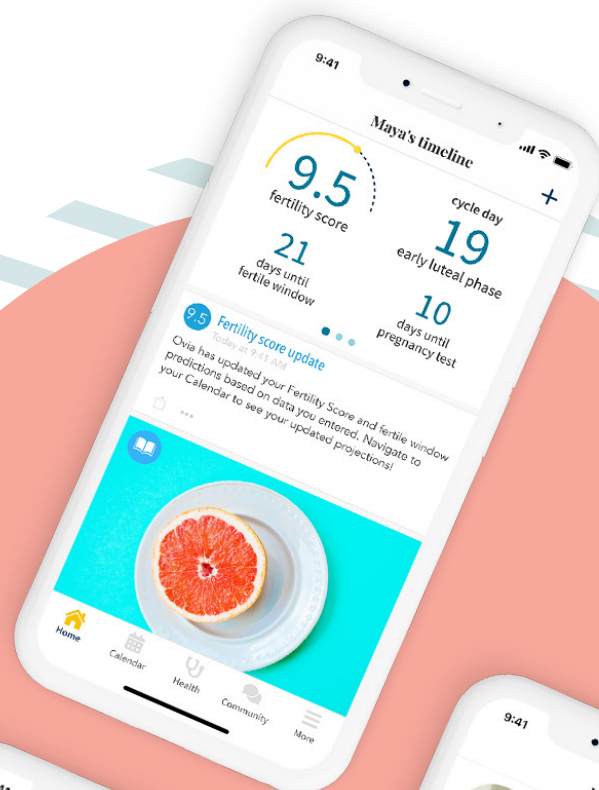 9:41
Maya's timeline
9.5
fertility score
cycle day
19
early luteal phase
21
days until
fertile window
10
days until
pregnancy test
9.5
Fertility score update
Today at 9:41 AM
Ovia has updated your Fertility Score and fertile window
predictions based on data you entered. Navigate to
your Calendar to see your updated projections!
Home
Calendar
Health
Community
More
9:41